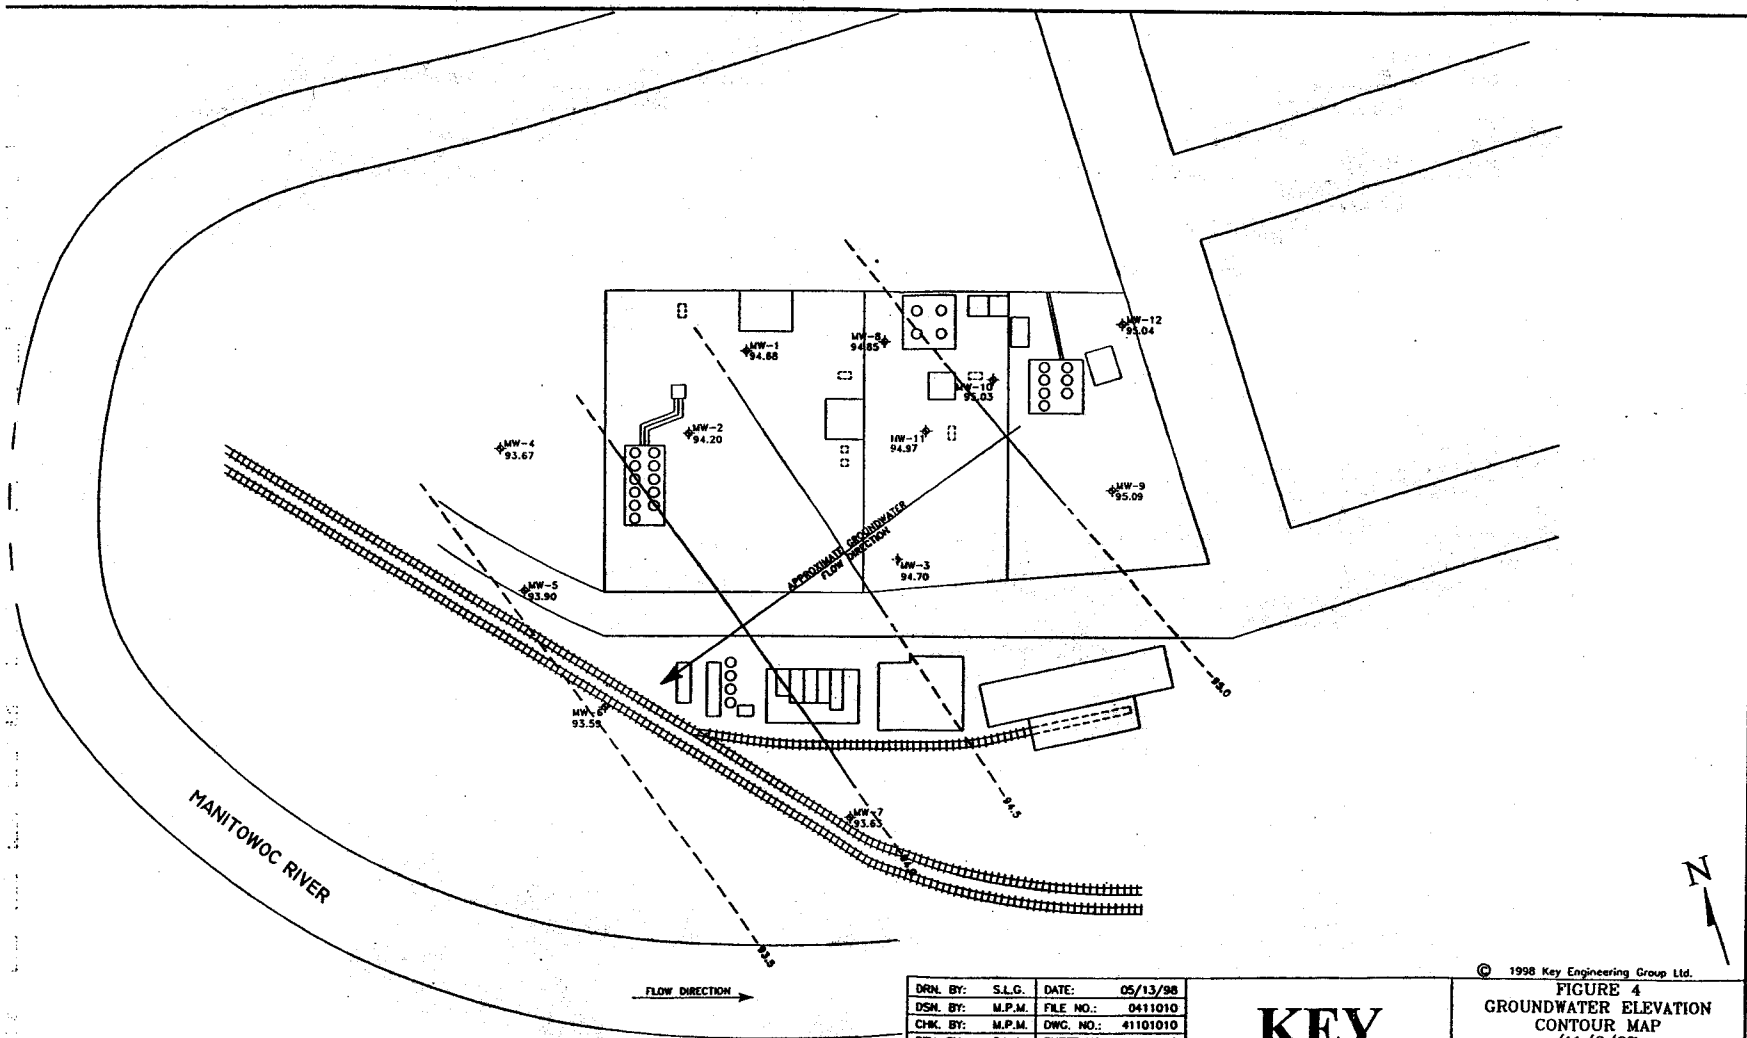 MW-12
95.04
MW-1
94.68
MW-8
94.85
MW-10
95.03
MW-2
94.20
MW-11
94.97
MW-4
93.67
MW-9
95.09
APPROXIMATE GROUNDWATER
FLOW DIRECTION
MW-3
94.70
MW-5
93.90
95.0
MW-6
93.59
94.5
MW-7
93.63
MANITOWOC RIVER
N
93.5
FLOW DIRECTION
© 1998 Key Engineering Group Ltd.
DRN. BY: S.L.G. DATE: 05/13/98
DSN. BY: M.P.M. FILE NO.: 0411010
CHK. BY: M.P.M. DWG. NO.: 41101010
KEY
FIGURE 4
GROUNDWATER ELEVATION
CONTOUR MAP